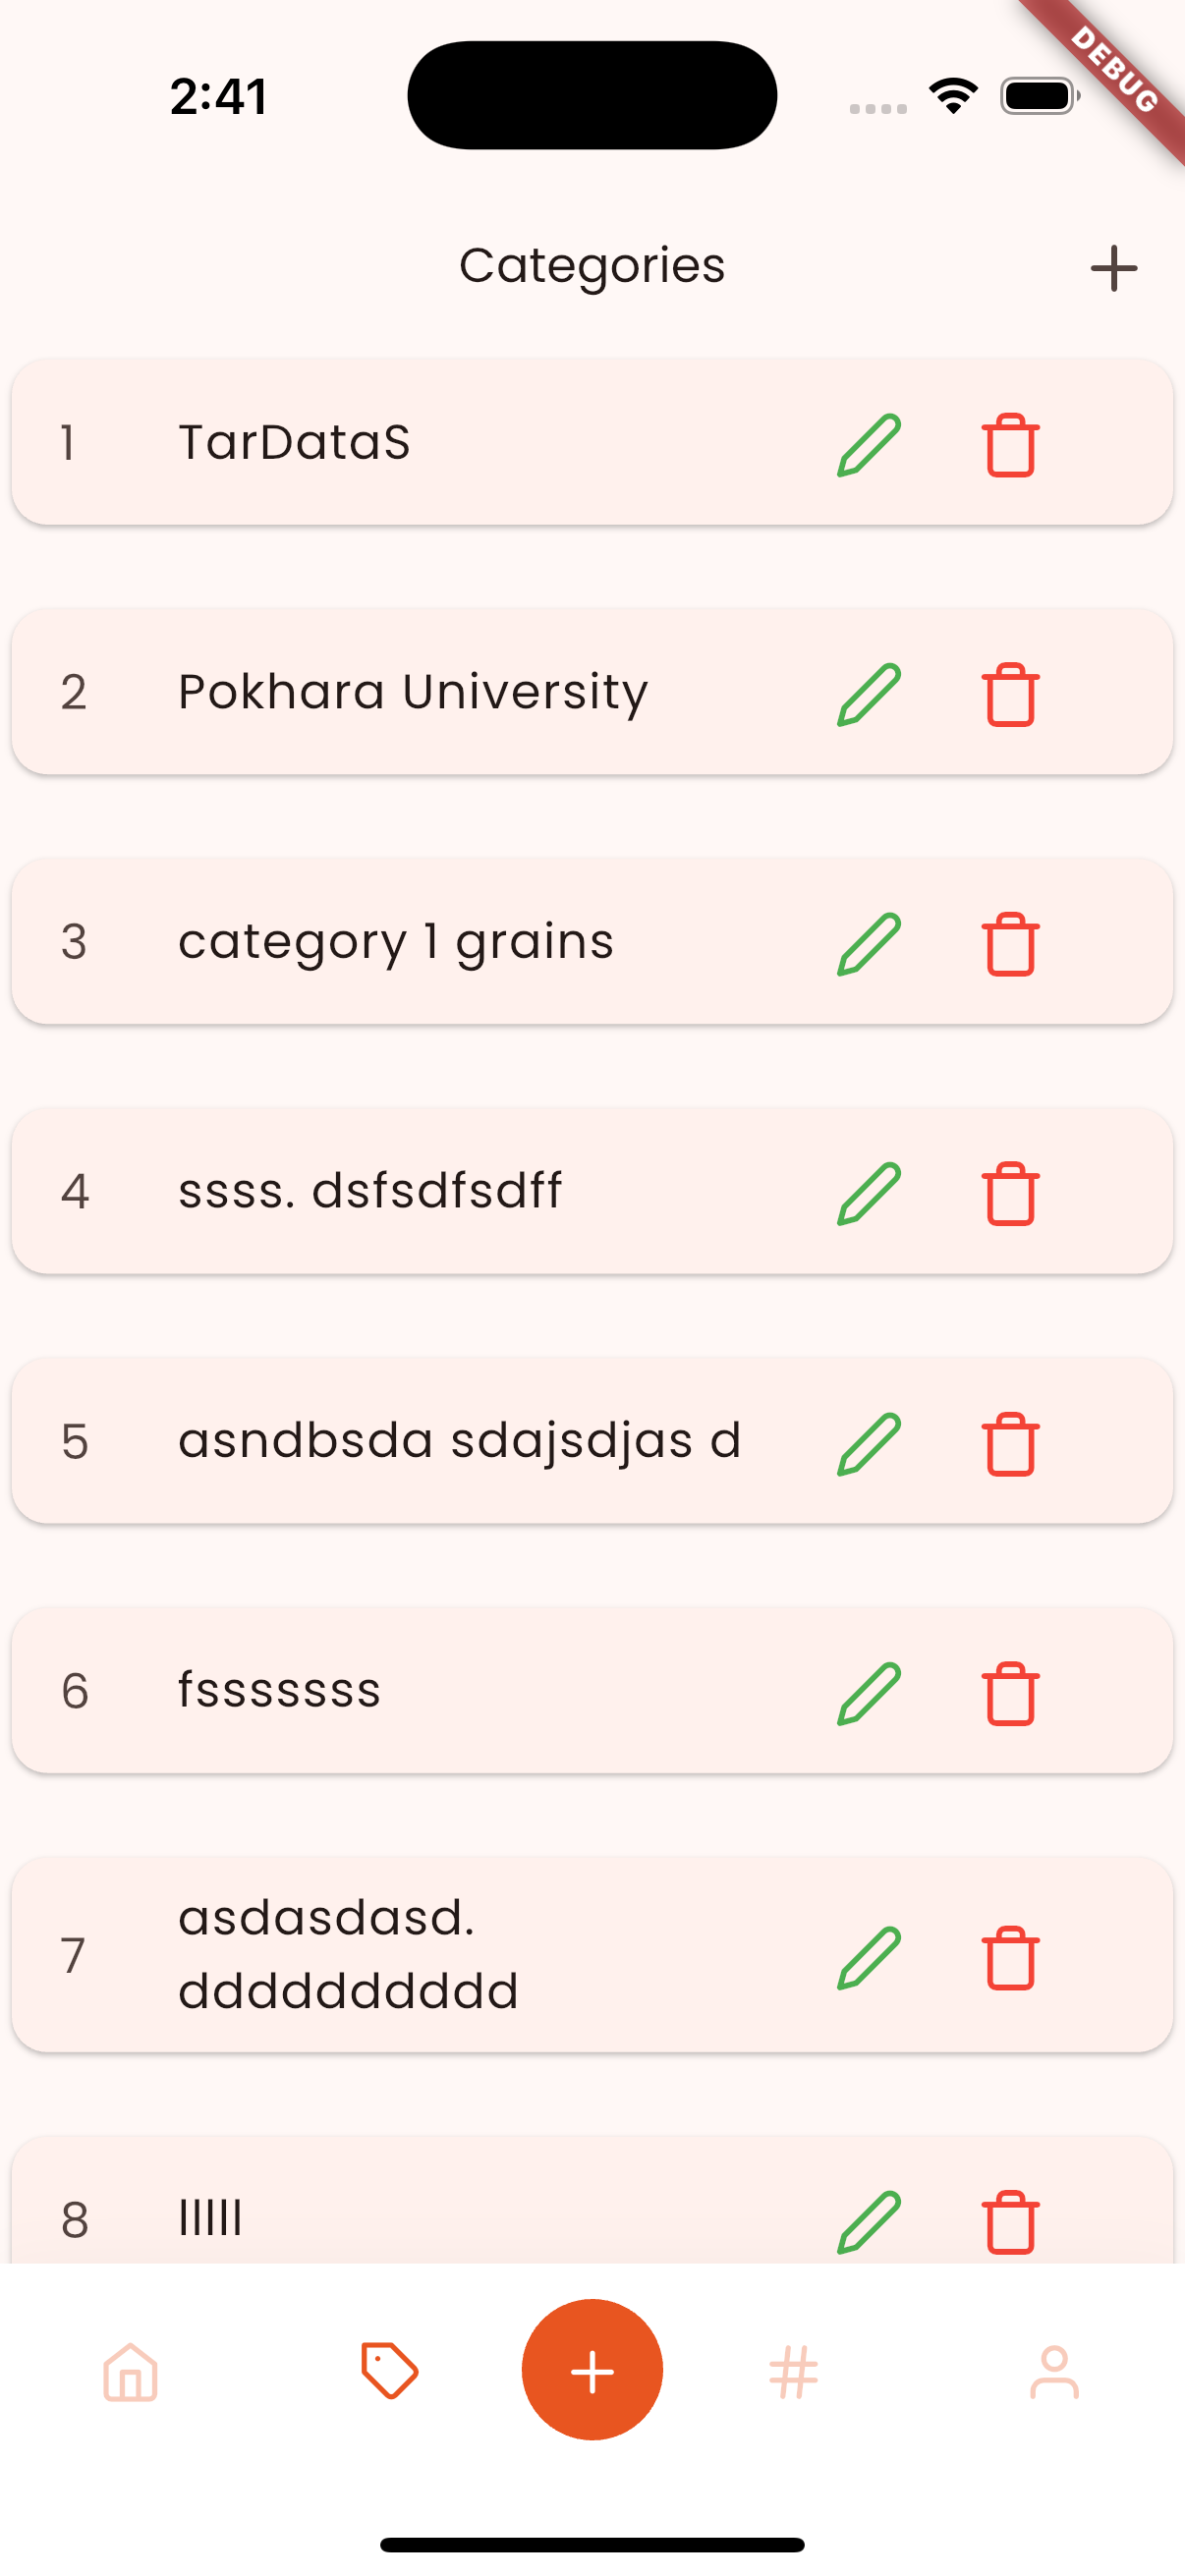 2:41
DEBUG
Categories
1 TarDataS
2 Pokhara University
3 category 1 grains
4 ssss. dsfsdfsdff
5 asndbsda sdajsdjas d
6 fsssssss
7 asdasdasd.
dddddddddd
8 lllll